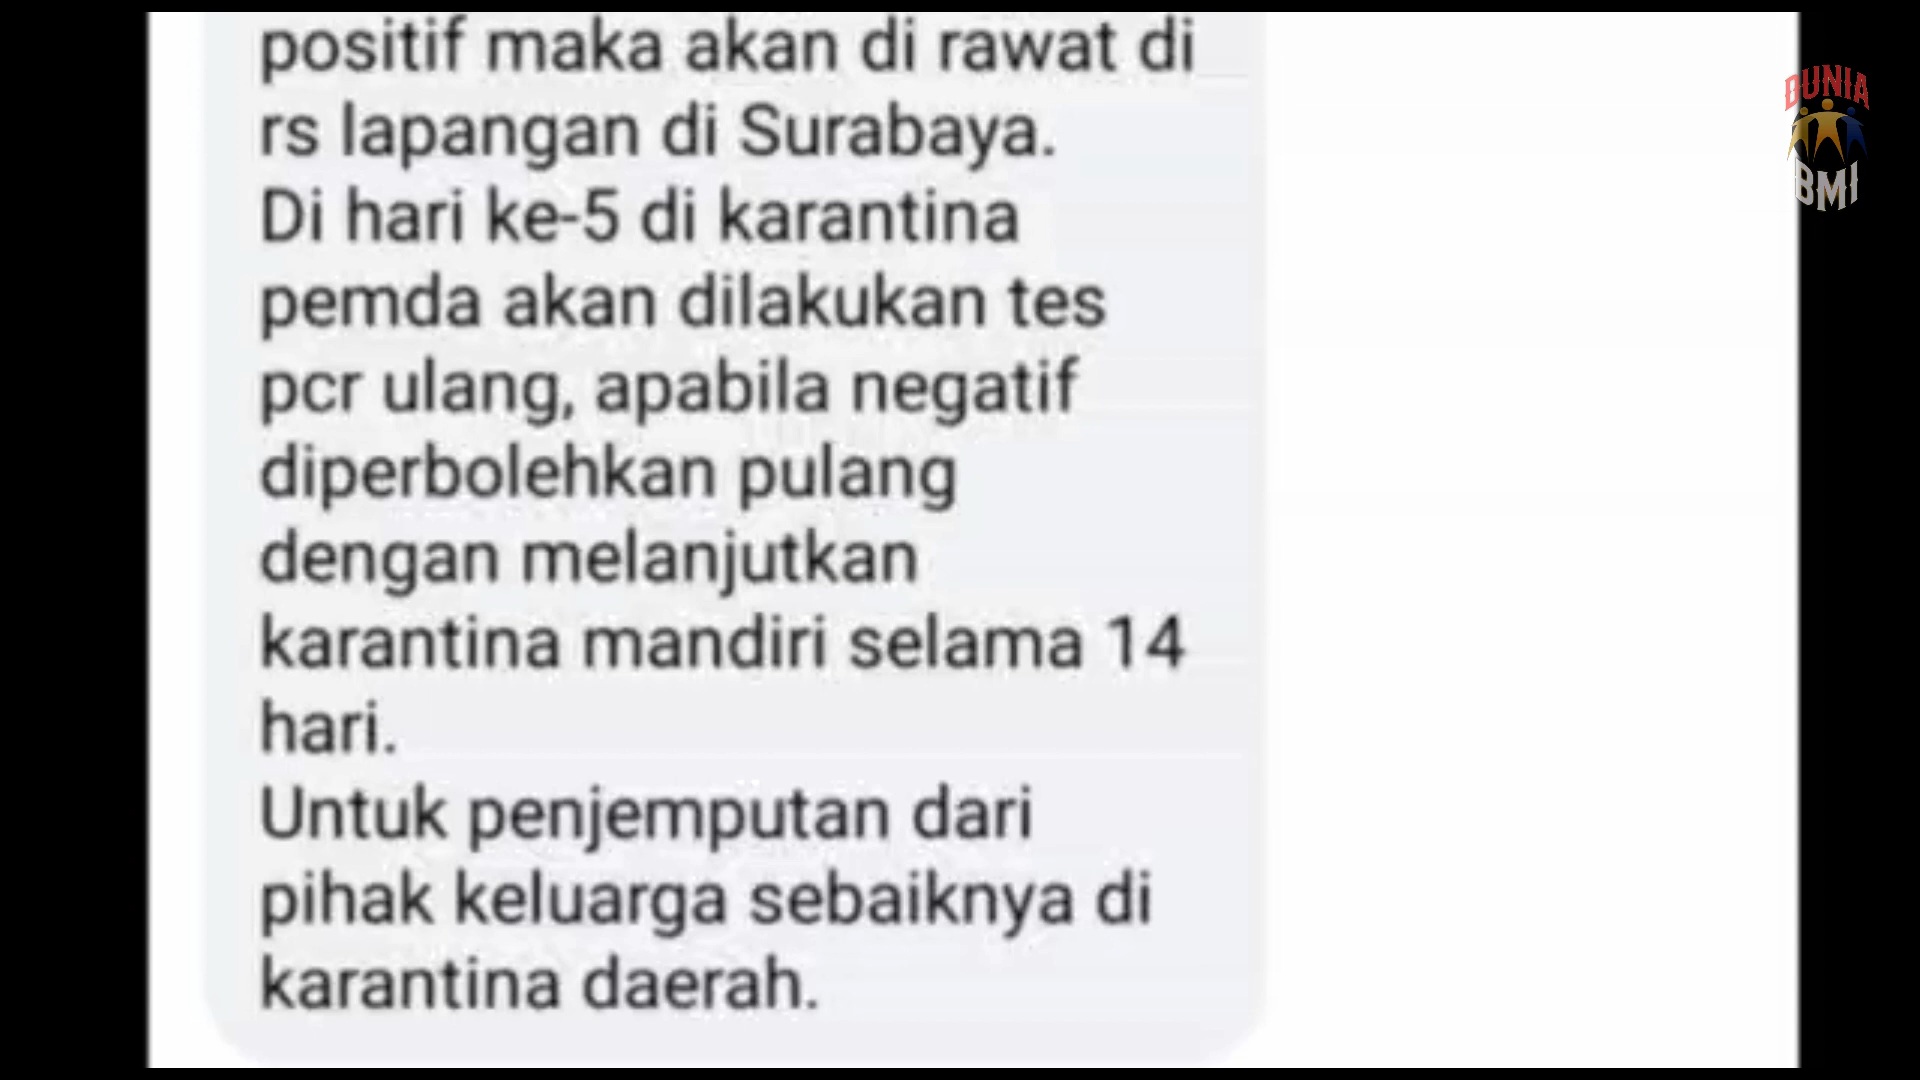 positif maka akan di rawat di
rs lapangan di Surabaya.
Di hari ke-5 di karantina
pemda akan dilakukan tes
pcr ulang, apabila negatif
diperbolehkan pulang
dengan melanjutkan
karantina mandiri selama 14
hari.
Untuk penjemputan dari
pihak keluarga sebaiknya di
karantina daerah.
DUNIA
BMI